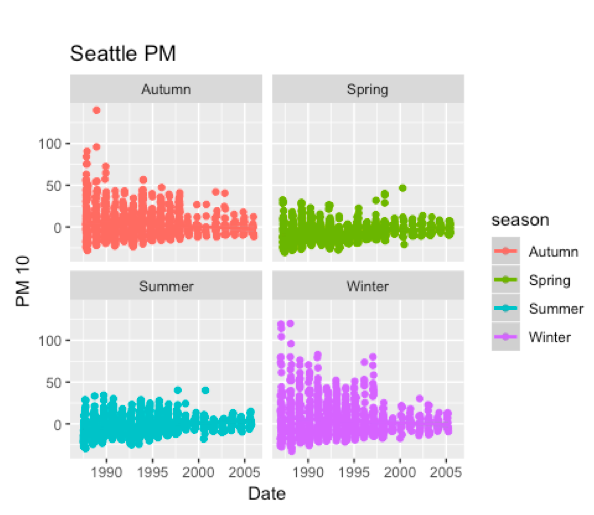 Seattle PM
Autumn
Spring
100
50
0
Summer
Winter
100
50
0
1990 1995 2000 2005
1990 1995 2000 2005
PM 10
Date
season
Autumn
Spring
Summer
Winter